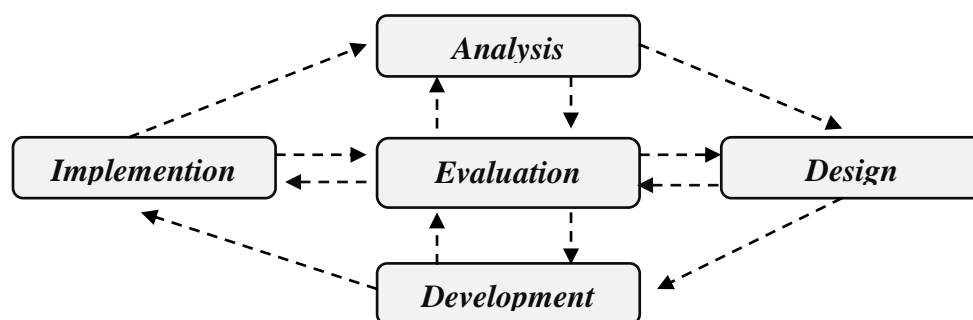 Analysis
Implemention
Evaluation
Design
Development